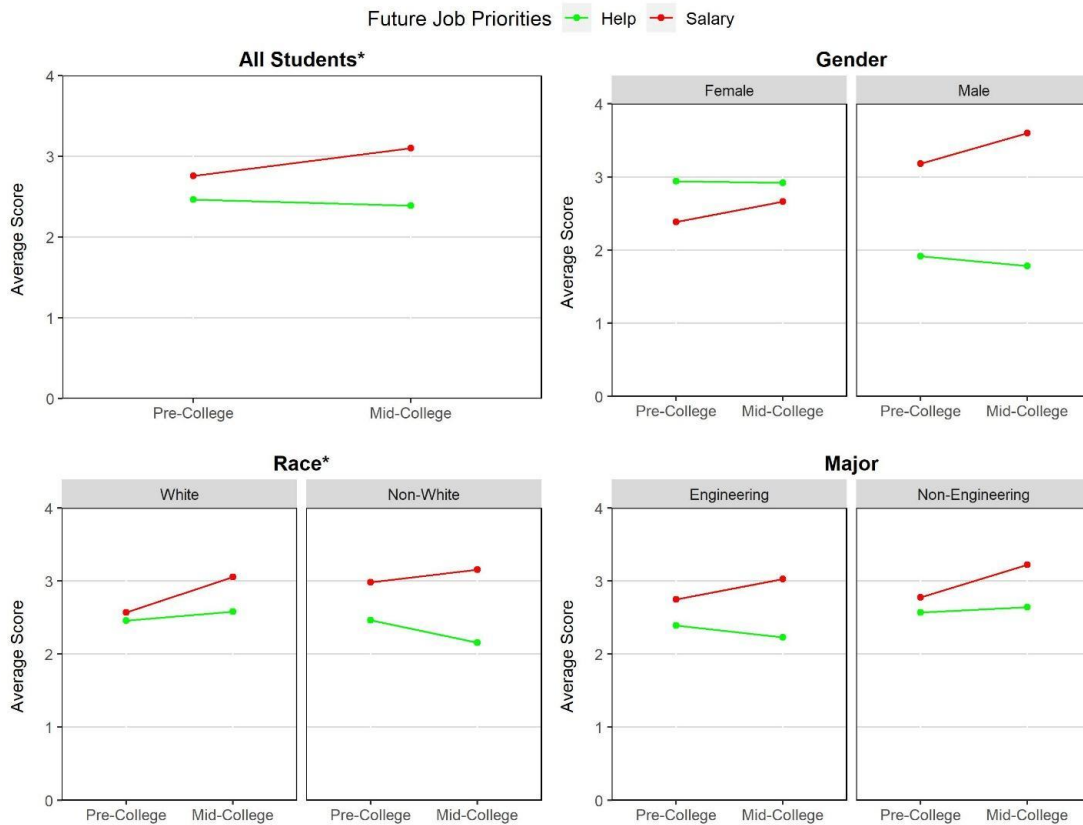 Future Job Priorities Help Salary
All Students*
Average Score
4
3
2
1
0
Pre-College Mid-College
Gender
Female Male
Average Score
4
3
2
1
0
Pre-College Mid-College Pre-College Mid-College
Race*
White Non-White
Average Score
4
3
2
1
0
Pre-College Mid-College Pre-College Mid-College
Major
Engineering Non-Engineering
Average Score
4
3
2
1
0
Pre-College Mid-College Pre-College Mid-College